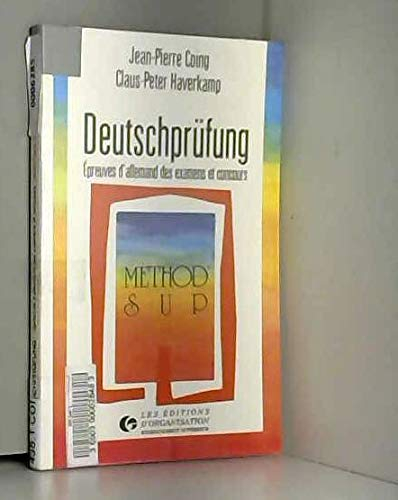 Jean-Pierre Coing
Claus-Peter Haverkamp
Deutschprüfung
Épreuves d'allemand des examens et concours
METHOD'
SUP
LES ÉDITIONS
D'ORGANISATION